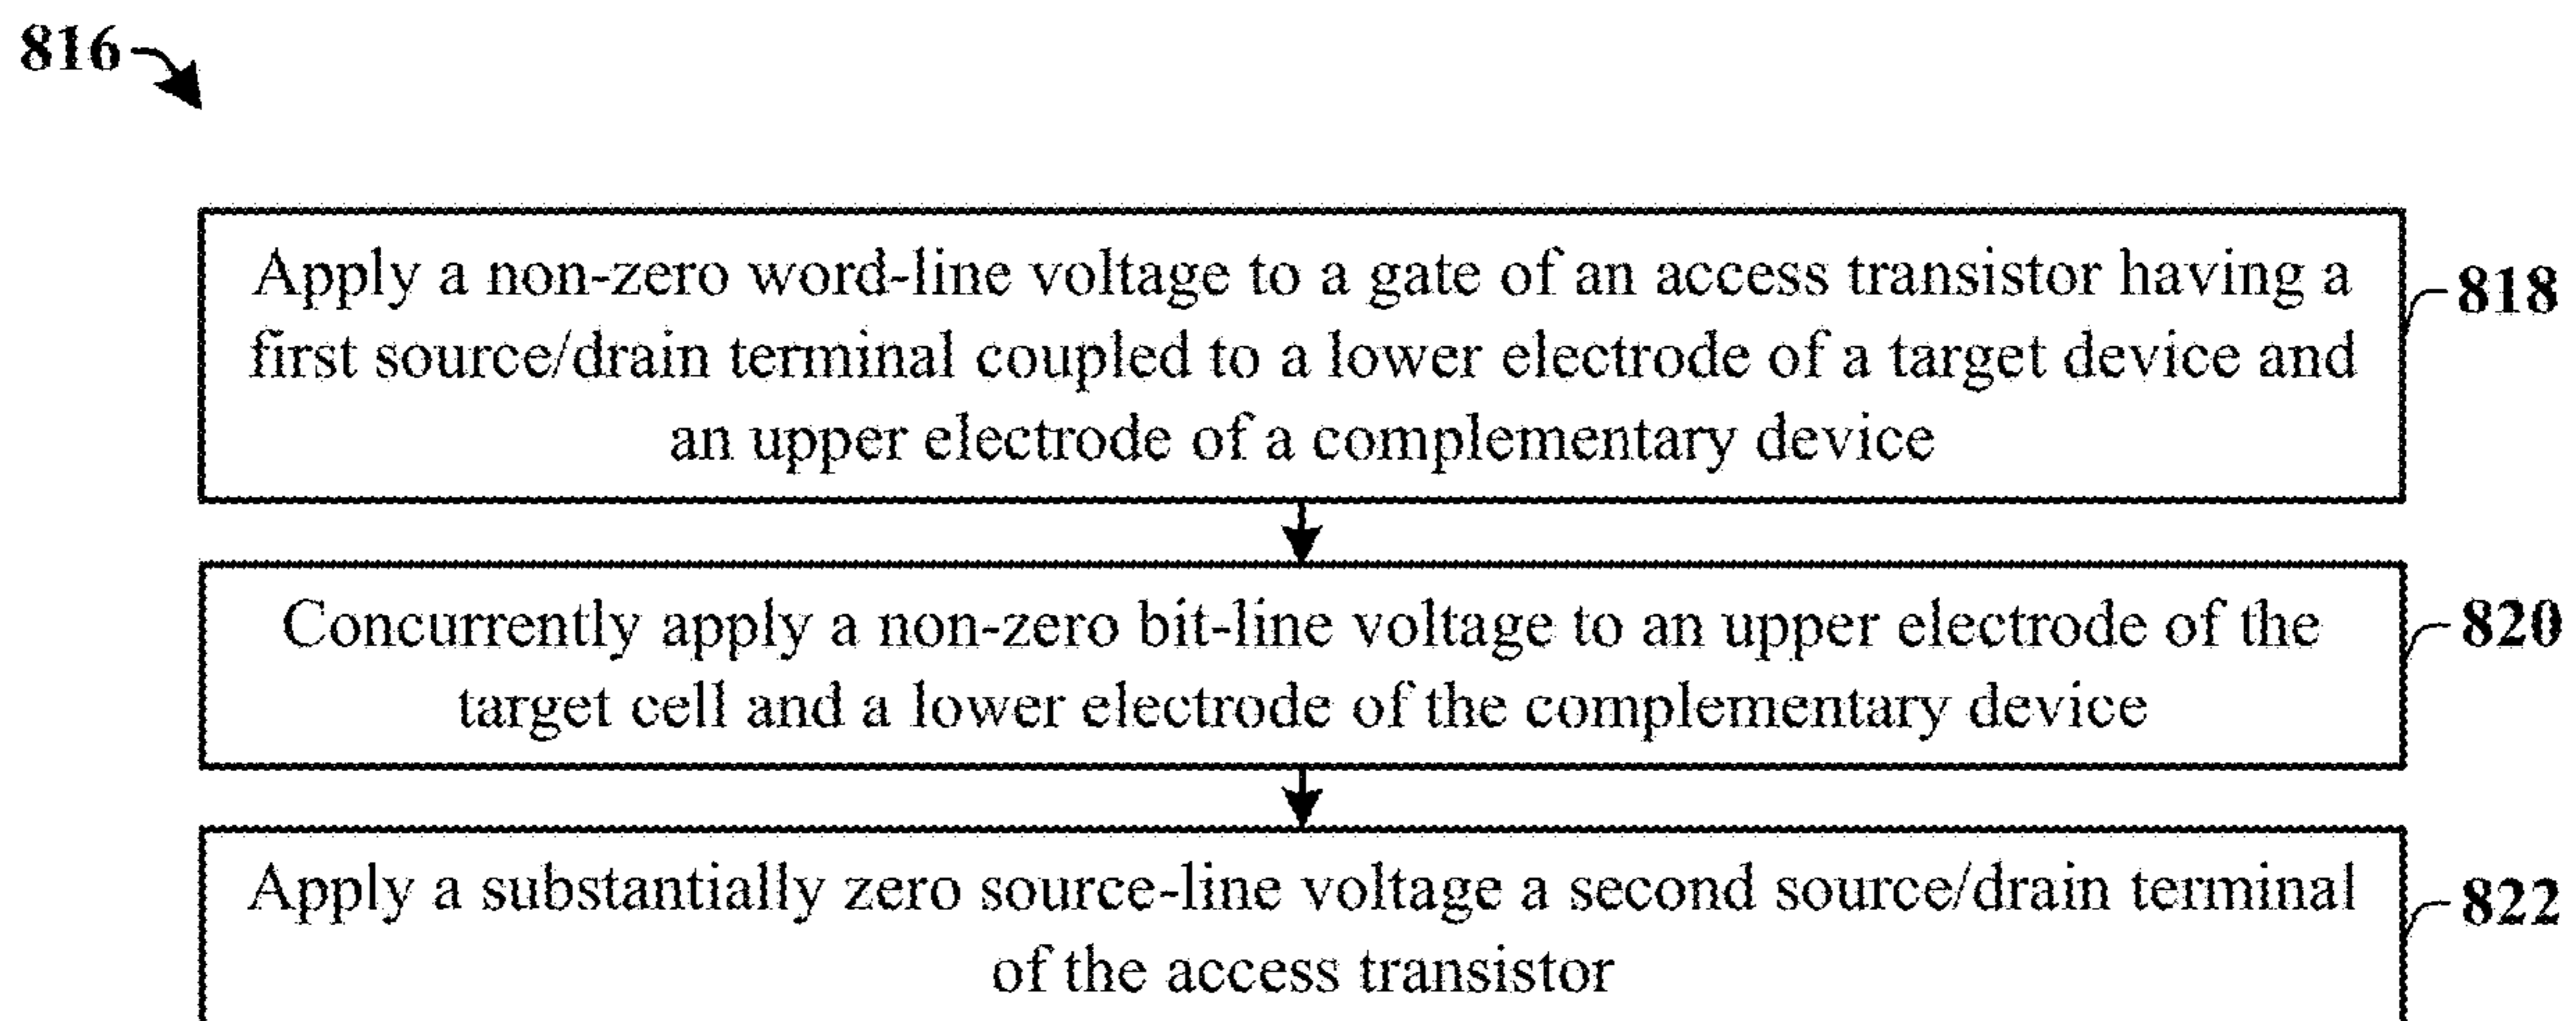 816
Apply a non-zero word-line voltage to a gate of an access transistor having a
818
first source/drain terminal coupled to a lower electrode of a target device and
an upper electrode of a complementary device
Concurrently apply a non-zero bit-line voltage to an upper electrode of the
820
target cell and a lower electrode of the complementary device
Apply a substantially zero source-line voltage a second source/drain terminal
822
of the access transistor